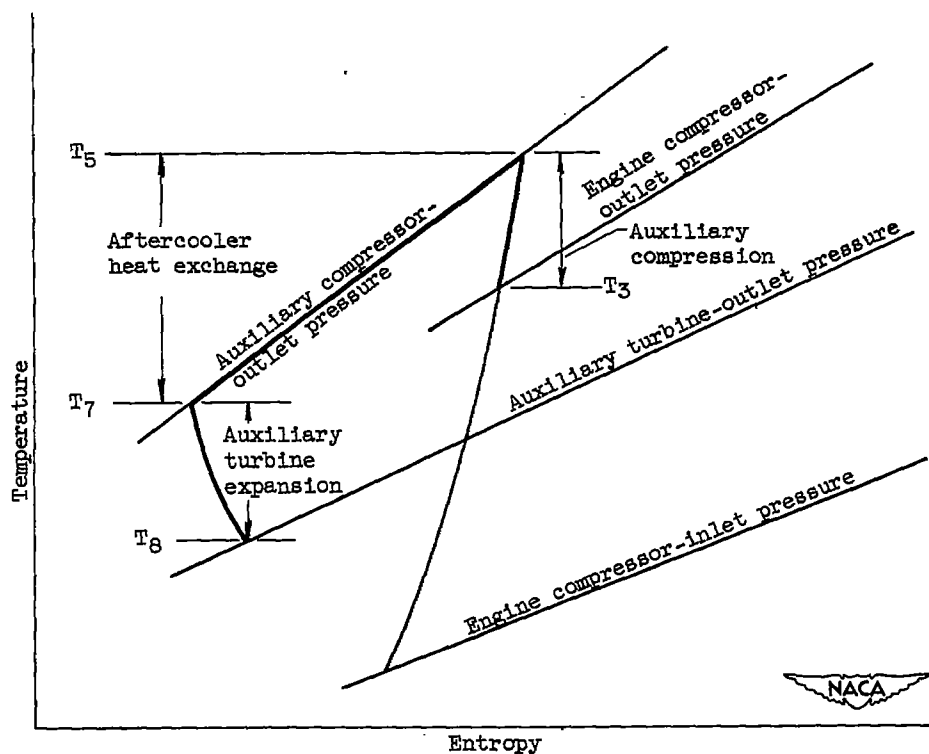 T5
Aftercooler
heat exchange
T7
Auxiliary
turbine
expansion
T8
Auxiliary compressor-
outlet pressure
Engine compressor-
outlet pressure
Auxiliary
compression
T3
Auxiliary turbine-outlet pressure
Engine compressor-inlet pressure
Temperature
Entropy
NACA